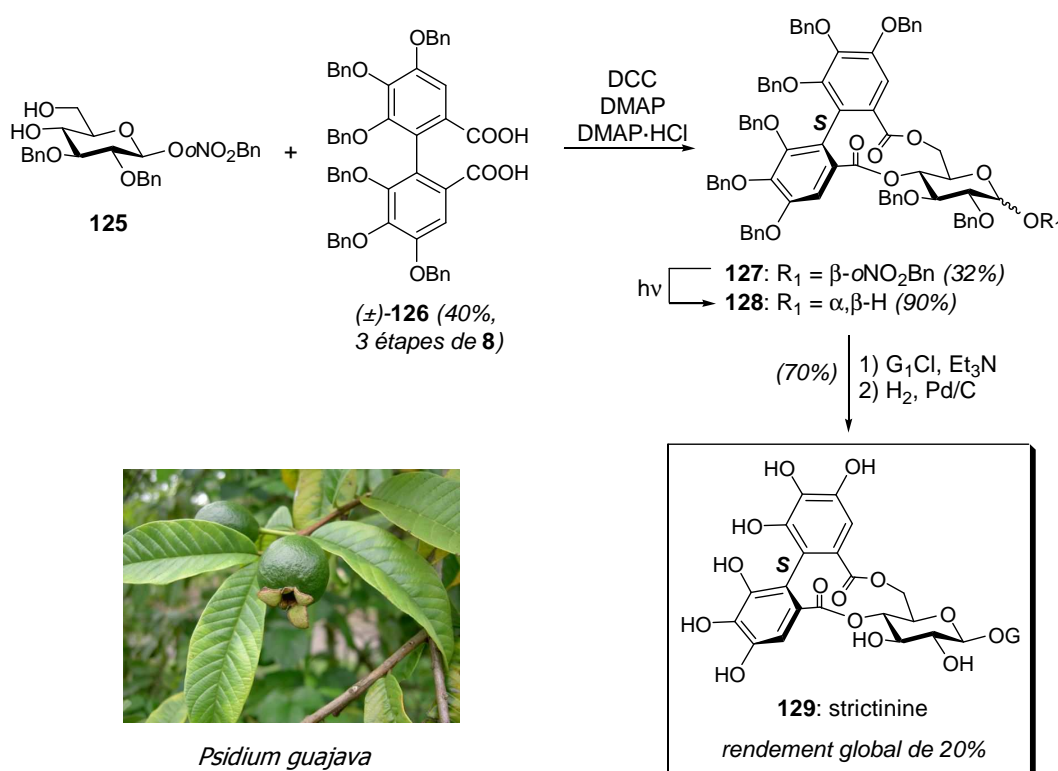 HO
HO
BnO
O
OoNO2Bn
OBn
125
+
OBn
BnO
BnO
COOH
BnO
COOH
BnO
BnO
OBn
(±)-126 (40%,
3 étapes de 8)
DCC
DMAP
DMAP·HCl
BnO
OBn
BnO
S
O
O
BnO
O
O
O
BnO
BnO
BnO
BnO
OR1
127: R1 = β-oNO2Bn (32%)
hν
128: R1 = α,β-H (90%)
(70%)
1) G1Cl, Et3N
2) H2, Pd/C
HO
OH
HO
S
O
O
HO
O
O
O
HO
HO
OG
HO
OH
129: strictinine
rendement global de 20%
Psidium guajava